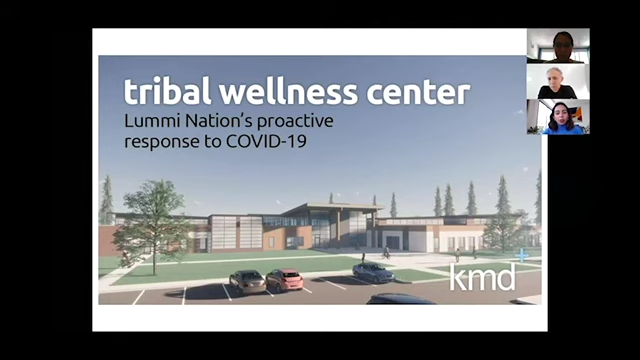 tribal wellness center
Lummi Nation's proactive
response to COVID-19
kmd+